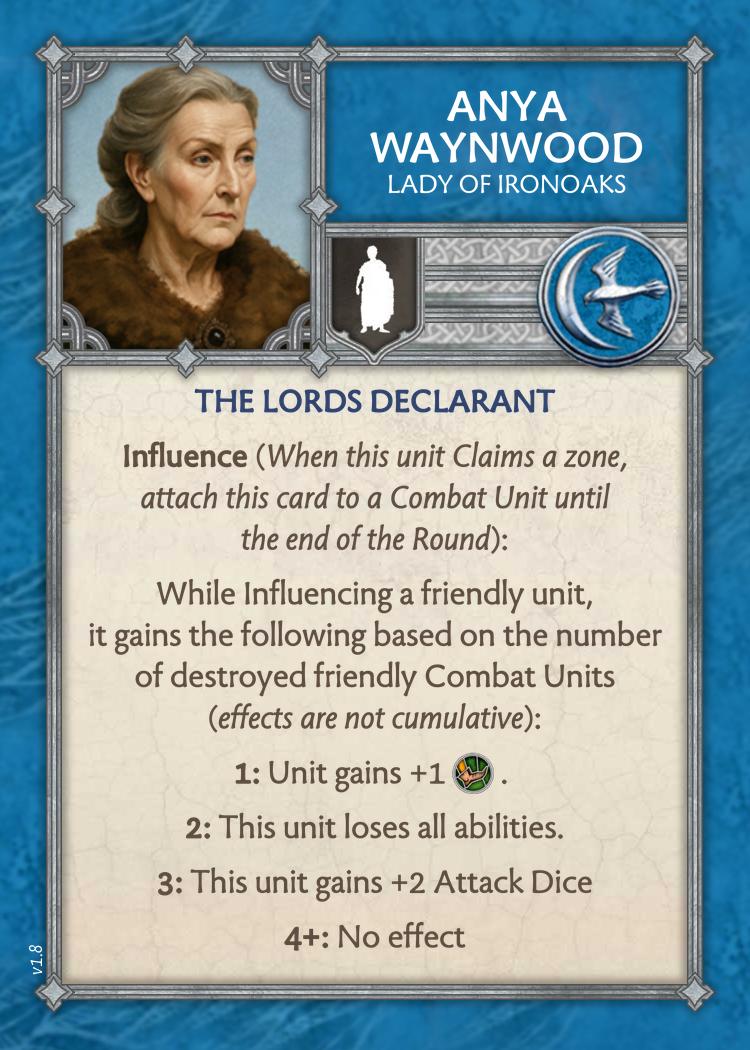 ANYA
WAYNWOOD
LADY OF IRONOAKS
THE LORDS DECLARANT
Influence (When this unit Claims a zone,
attach this card to a Combat Unit until
the end of the Round):
While Influencing a friendly unit,
it gains the following based on the number
of destroyed friendly Combat Units
(effects are not cumulative):
1: Unit gains +1 .
2: This unit loses all abilities.
3: This unit gains +2 Attack Dice
4+: No effect
v1.8